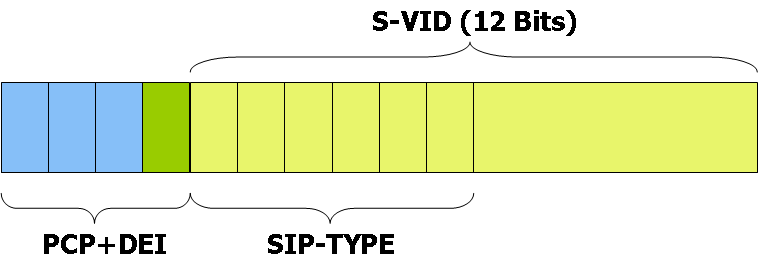 S-VID (12 Bits)
PCP+DEI
SIP-TYPE